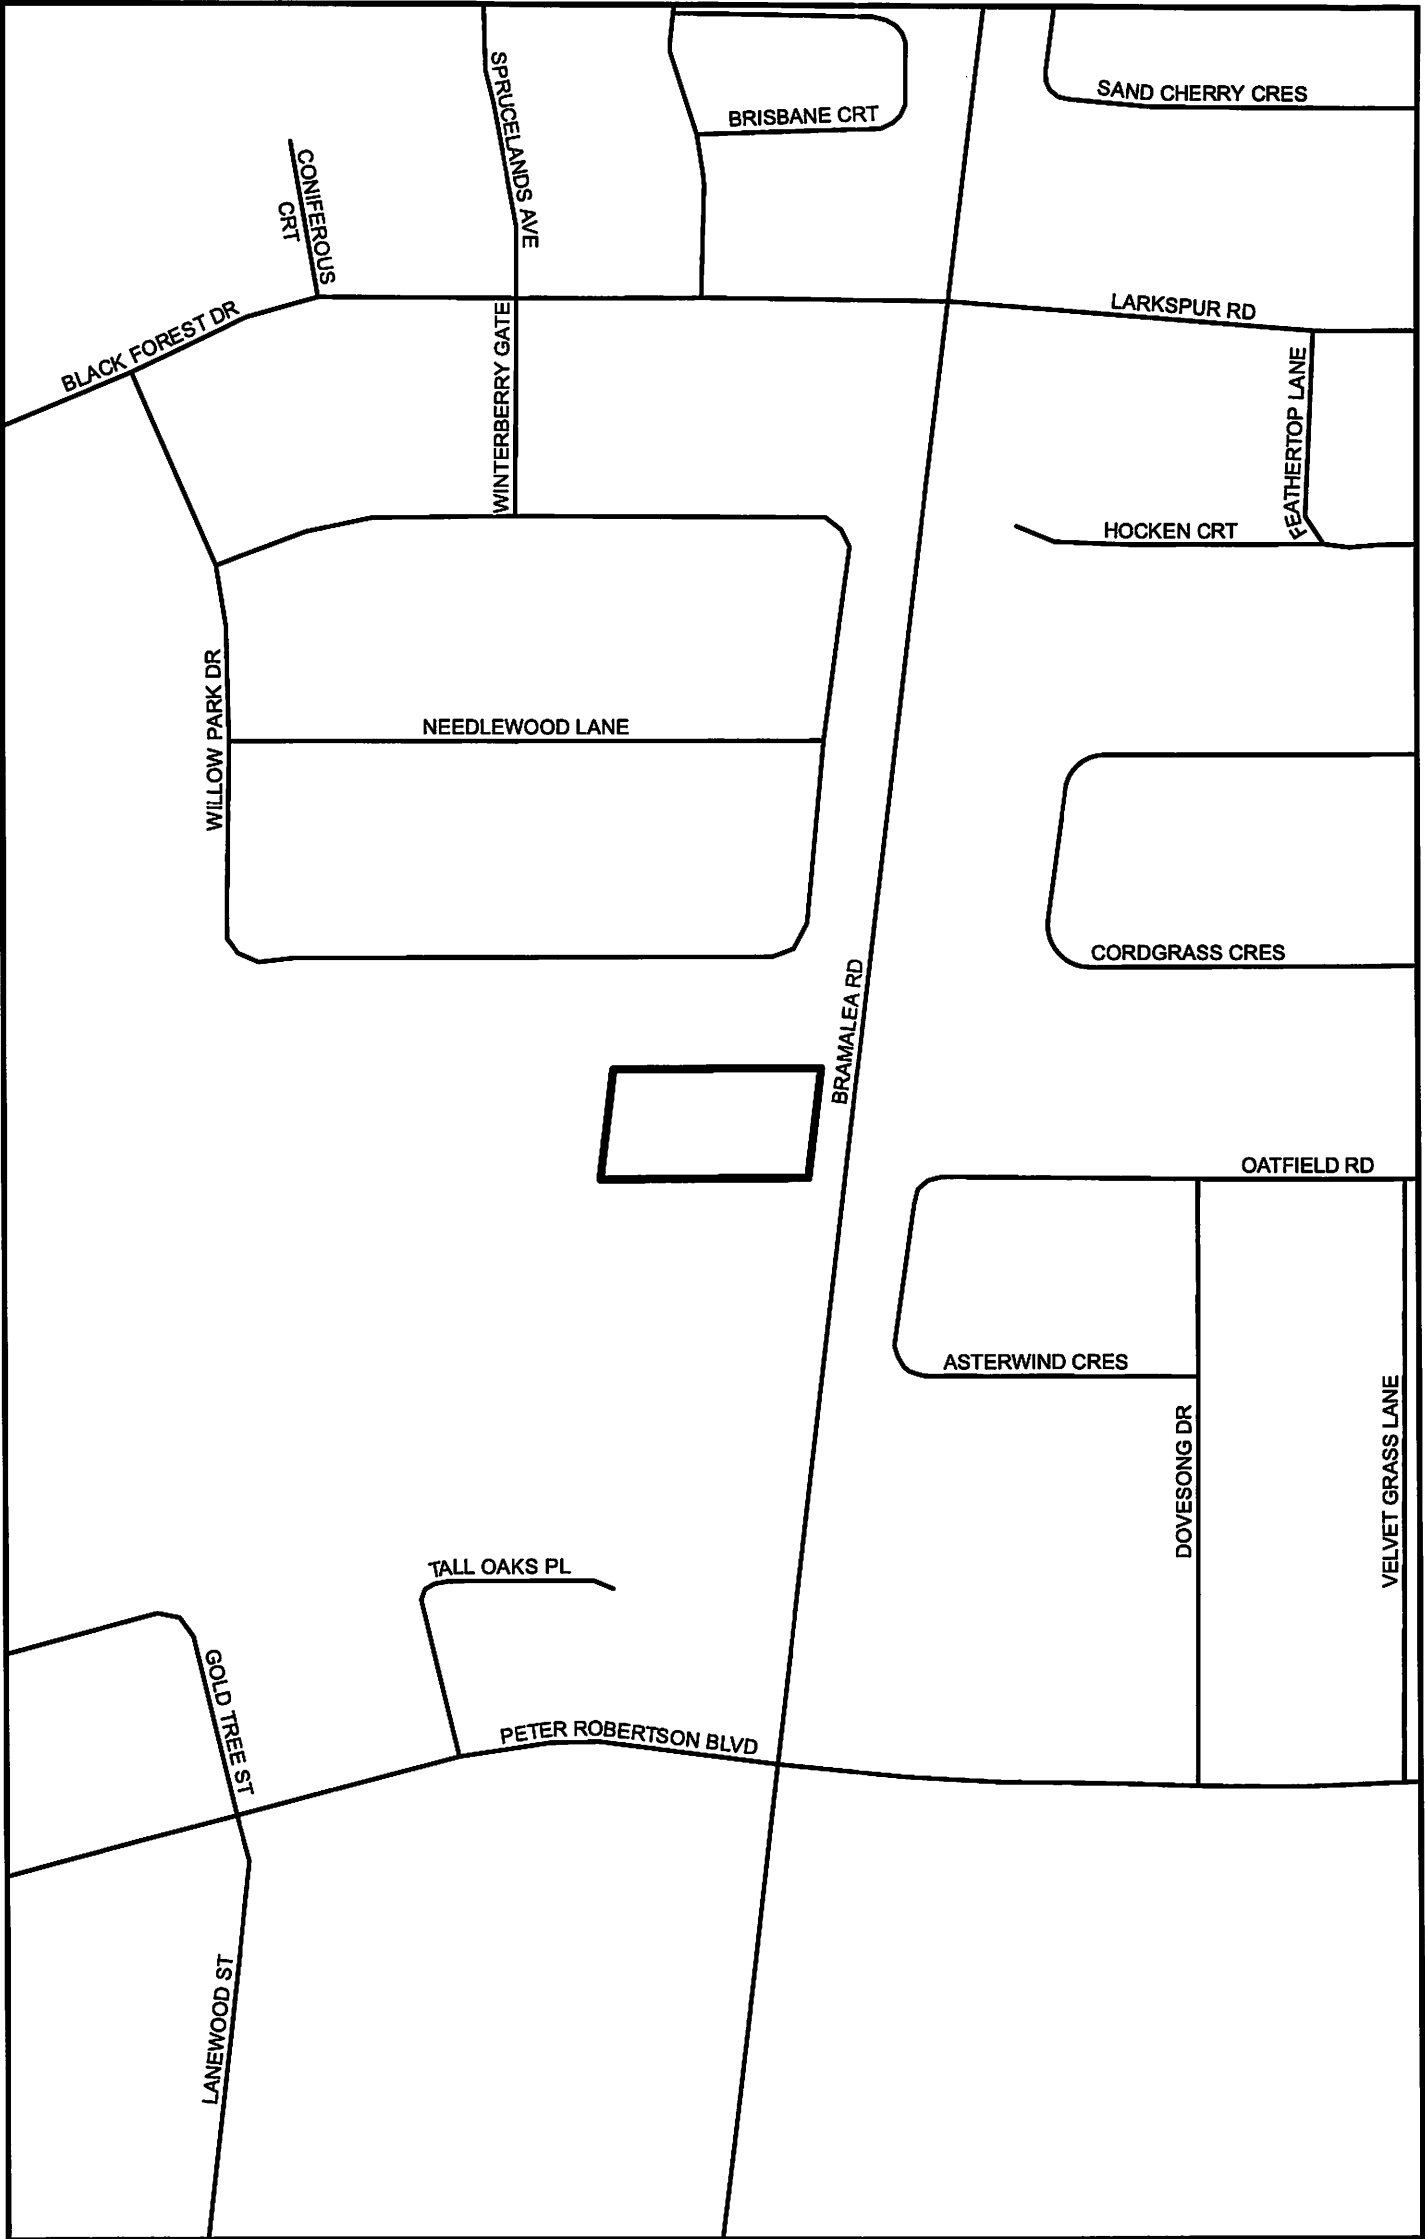 SPRUCELANDS AVE
SAND CHERRY CRES
BRISBANE CRT
CONIFEROUS
CRT
BLACK FOREST DR
LARKSPUR RD
WINTERBERRY GATE
FEATHERTOP LANE
HOCKEN CRT
WILLOW PARK DR
NEEDLEWOOD LANE
CORDGRASS CRES
BRAMALEA RD
OATFIELD RD
ASTERWIND CRES
DOVESONG DR
VELVET GRASS LANE
TALL OAKS PL
GOLD TREE ST
PETER ROBERTSON BLVD
LANEWOOD ST